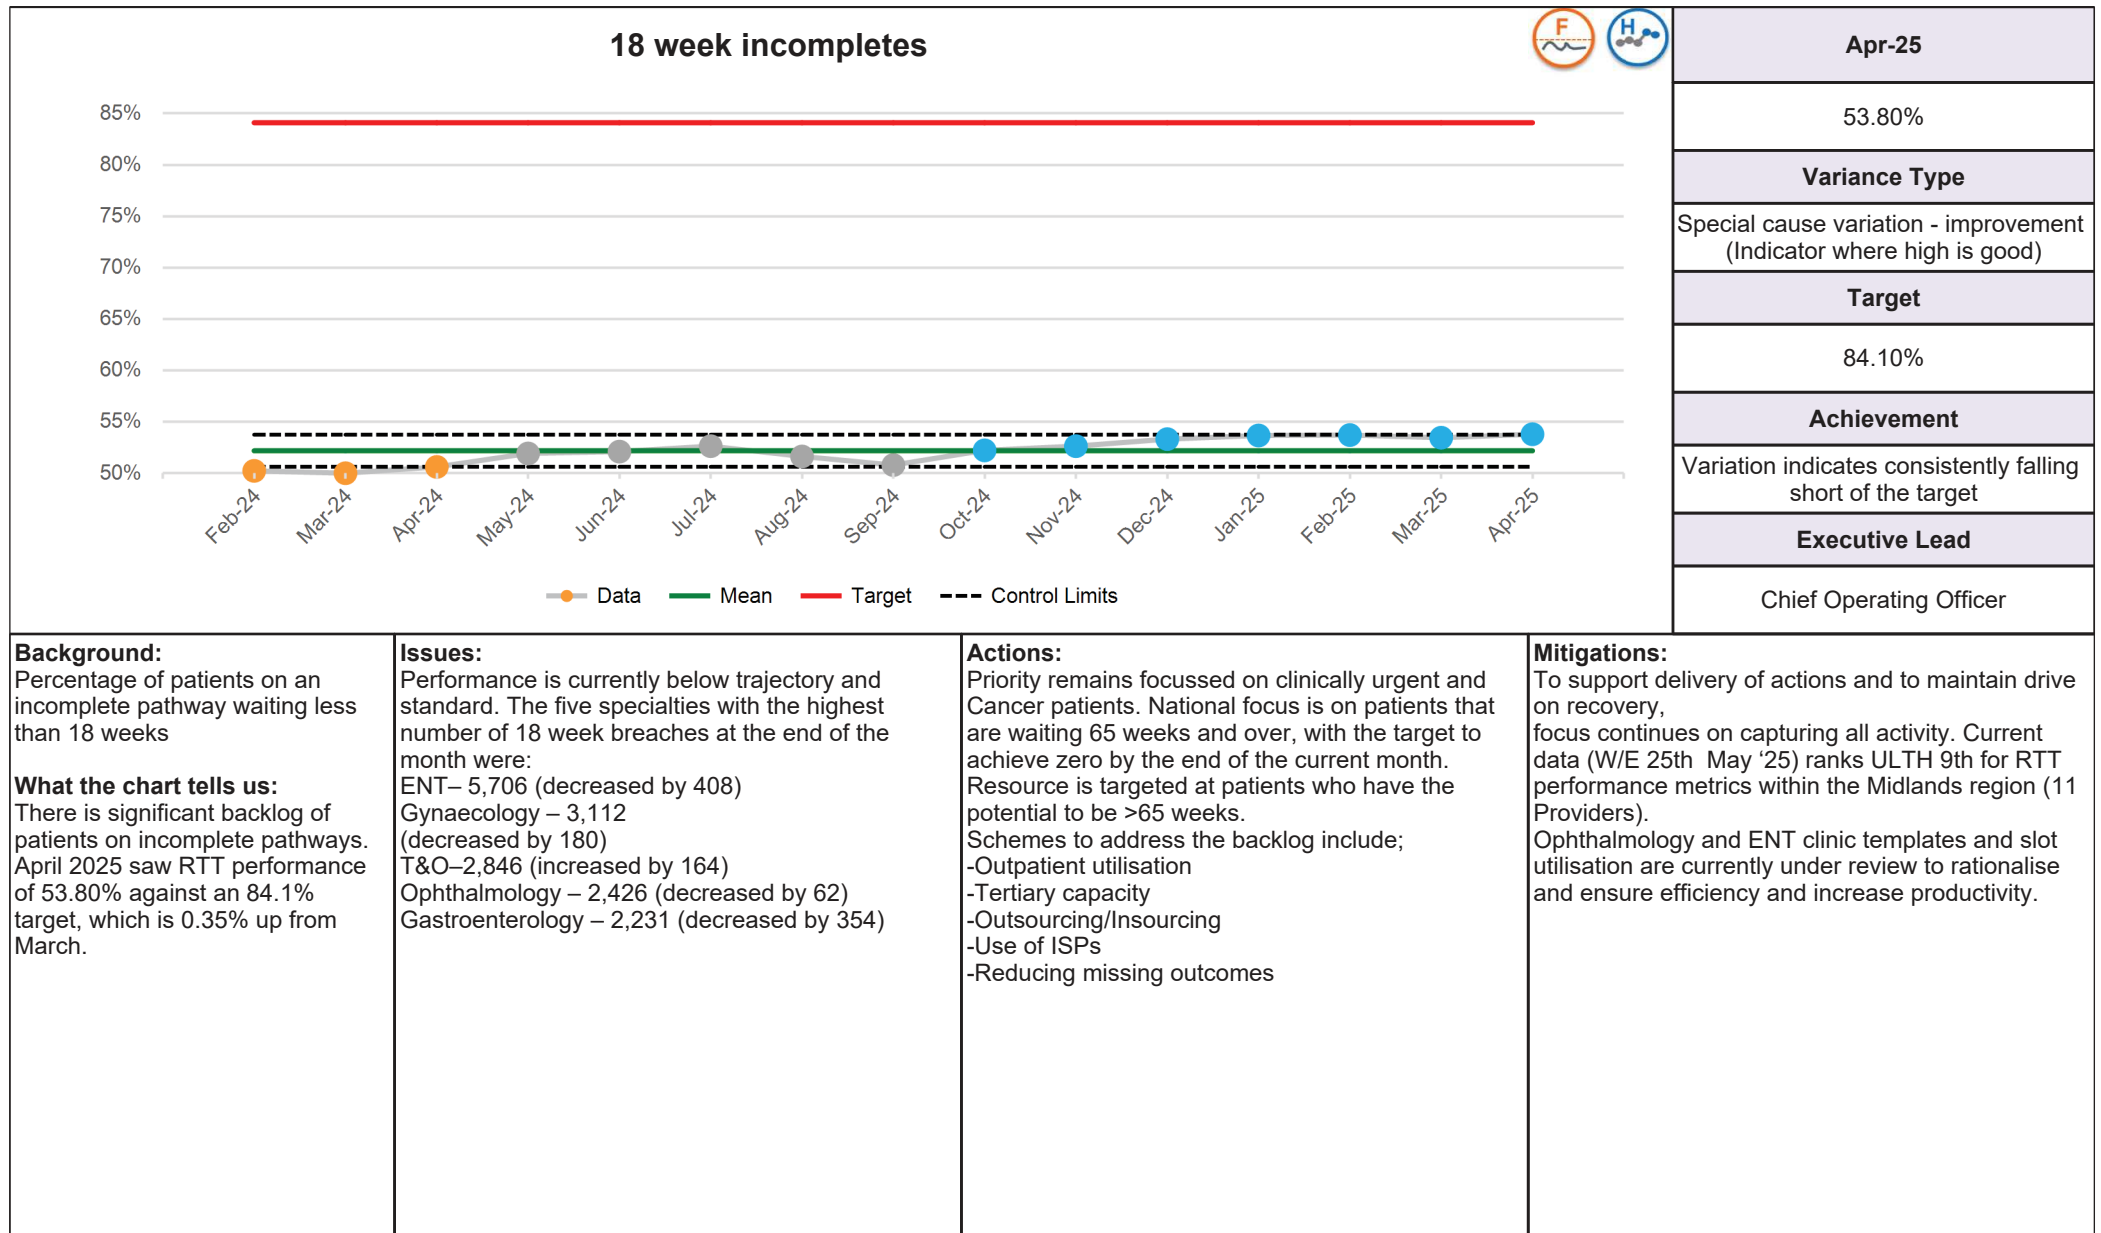 18 week incompletes
F
H
85%
80%
75%
70%
65%
60%
55%
50%
Feb-24
Mar-24
Apr-24
May-24
Jun-24
Jul-24
Aug-24
Sep-24
Oct-24
Nov-24
Dec-24
Jan-25
Feb-25
Mar-25
Apr-25
Data
Mean
Target
Control Limits
Apr-25
53.80%
Variance Type
Special cause variation - improvement
(Indicator where high is good)
Target
84.10%
Achievement
Variation indicates consistently falling
short of the target
Executive Lead
Chief Operating Officer
Background:
Percentage of patients on an
incomplete pathway waiting less
than 18 weeks
What the chart tells us:
There is significant backlog of
patients on incomplete pathways.
April 2025 saw RTT performance
of 53.80% against an 84.1%
target, which is 0.35% up from
March.
Issues:
Performance is currently below trajectory and
standard. The five specialties with the highest
number of 18 week breaches at the end of the
month were:
ENT– 5,706 (decreased by 408)
Gynaecology – 3,112
(decreased by 180)
T&O–2,846 (increased by 164)
Ophthalmology – 2,426 (decreased by 62)
Gastroenterology – 2,231 (decreased by 354)
Actions:
Priority remains focussed on clinically urgent and
Cancer patients. National focus is on patients that
are waiting 65 weeks and over, with the target to
achieve zero by the end of the current month.
Resource is targeted at patients who have the
potential to be >65 weeks.
Schemes to address the backlog include;
-Outpatient utilisation
-Tertiary capacity
-Outsourcing/Insourcing
-Use of ISPs
-Reducing missing outcomes
Mitigations:
To support delivery of actions and to maintain drive
on recovery,
focus continues on capturing all activity. Current
data (W/E 25th  May ‘25) ranks ULTH 9th for RTT
performance metrics within the Midlands region (11
Providers).
Ophthalmology and ENT clinic templates and slot
utilisation are currently under review to rationalise
and ensure efficiency and increase productivity.